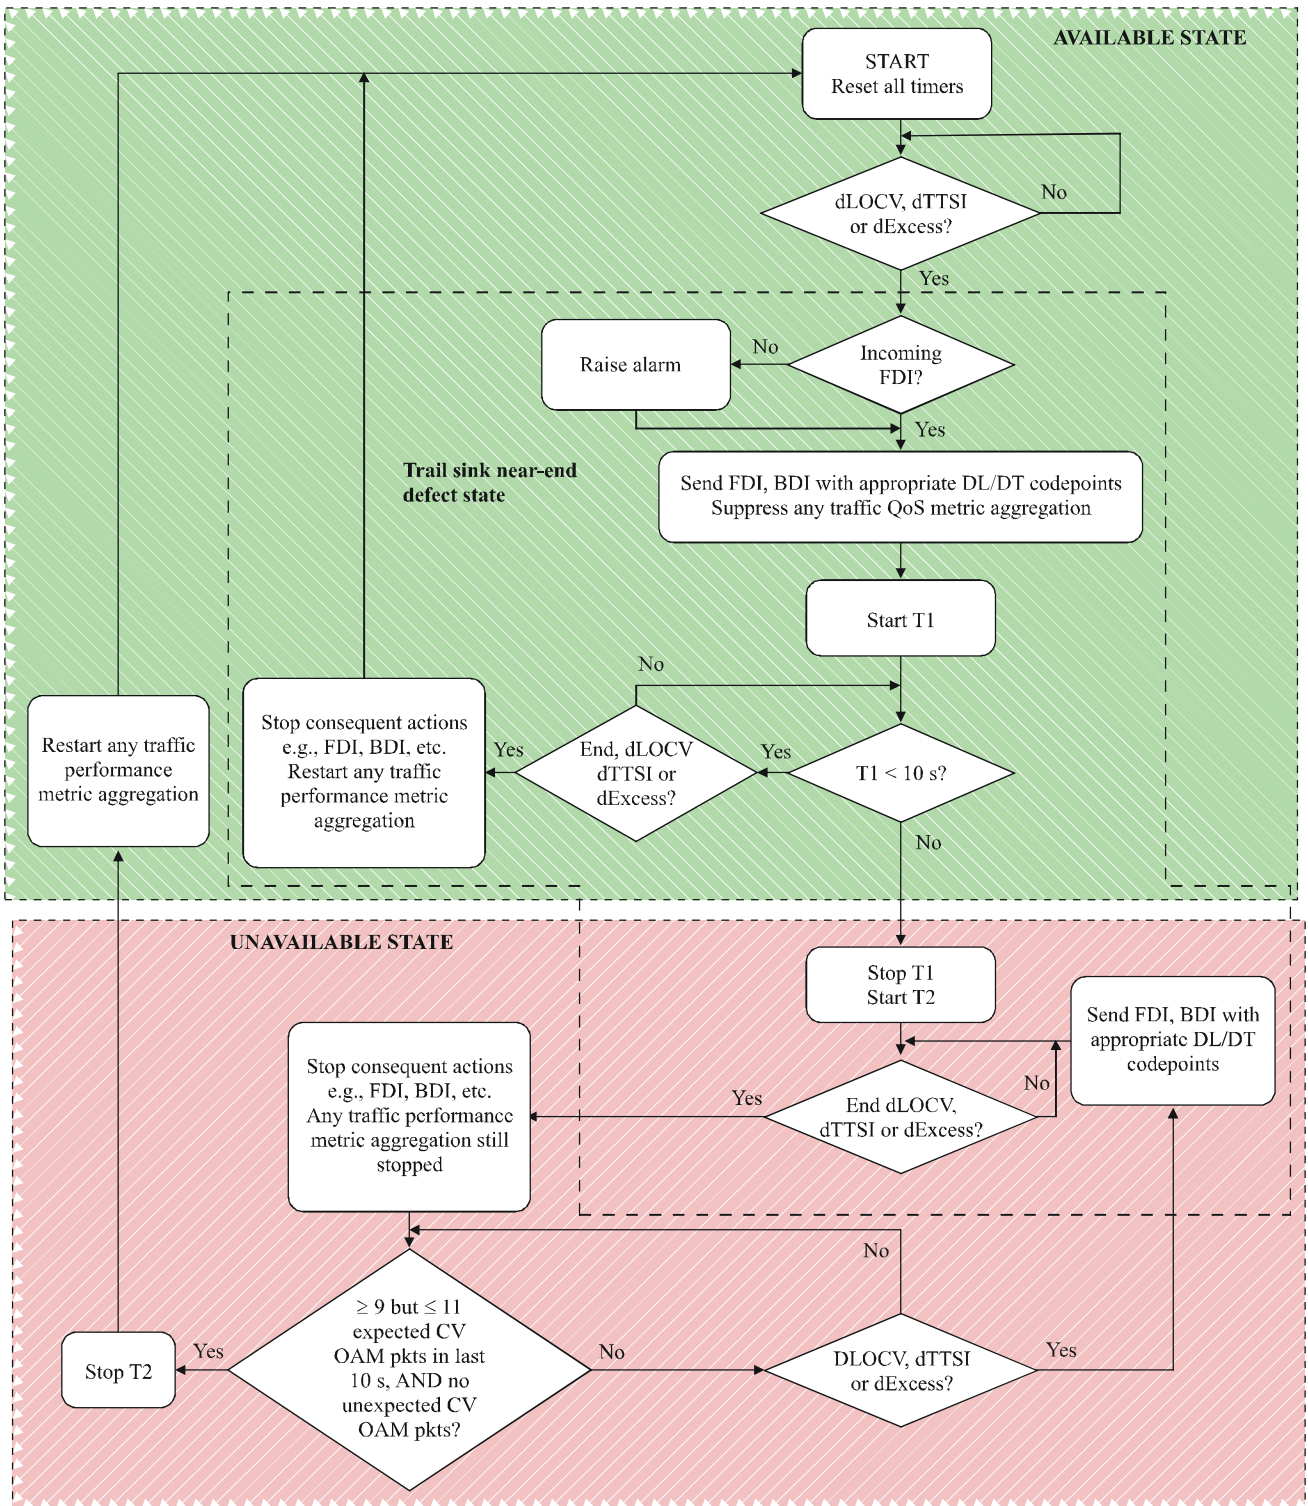 AVAILABLE STATE
START
Reset all timers
dLOCV, dTTSI
or dExcess?
No
Yes
Incoming
FDI?
No
Raise alarm
Yes
Trail sink near-end
defect state
Send FDI, BDI with appropriate DL/DT codepoints
Suppress any traffic QoS metric aggregation
Start T1
No
T1 < 10 s?
Yes
End, dLOCV
dTTSI or
dExcess?
Yes
Stop consequent actions
e.g., FDI, BDI, etc.
Restart any traffic
performance metric
aggregation
Restart any traffic
performance
metric aggregation
No
UNAVAILABLE STATE
Stop T1
Start T2
Send FDI, BDI with
appropriate DL/DT
codepoints
No
End dLOCV,
dTTSI or dExcess?
Yes
Stop consequent actions
e.g., FDI, BDI, etc.
Any traffic performance
metric aggregation still
stopped
No
≥ 9 but ≤ 11
expected CV
OAM pkts in last
10 s, AND no
unexpected CV
OAM pkts?
Yes
Stop T2
No
DLOCV, dTTSI
or dExcess?
Yes